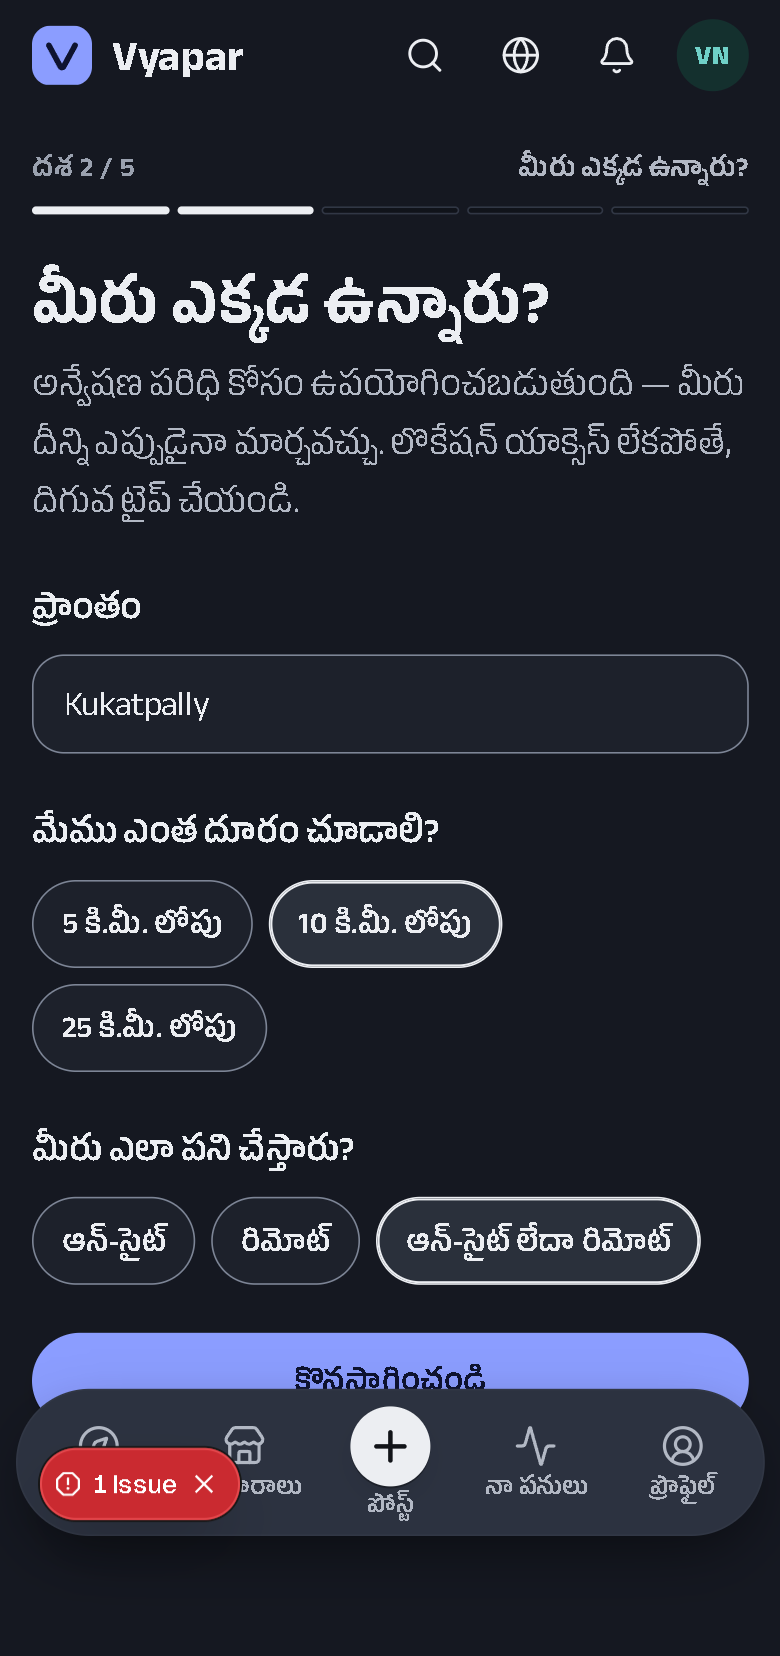 Vyapar
VN
దశ 2 / 5
మీరు ఎక్కడ ఉన్నారు?
మీరు ఎక్కడ ఉన్నారు?
అన్వేషణ పరిధి కోసం ఉపయోగించబడుతుంది — మీరు
దీన్ని ఎప్పుడైనా మార్చవచ్చు. లొకేషన్ యాక్సెస్ లేకపోతే,
దిగువ టైప్ చేయండి.
ప్రాంతం
Kukatpally
మేము ఎంత దూరం చూడాలి?
5 కి.మీ. లోపు
10 కి.మీ. లోపు
25 కి.మీ. లోపు
మీరు ఎలా పని చేస్తారు?
ఆన్-సైట్
రిమోట్
ఆన్-సైట్ లేదా రిమోట్
కొనసాగించండి
1 Issue
పోస్ట్
నా పనులు
ప్రొఫైల్